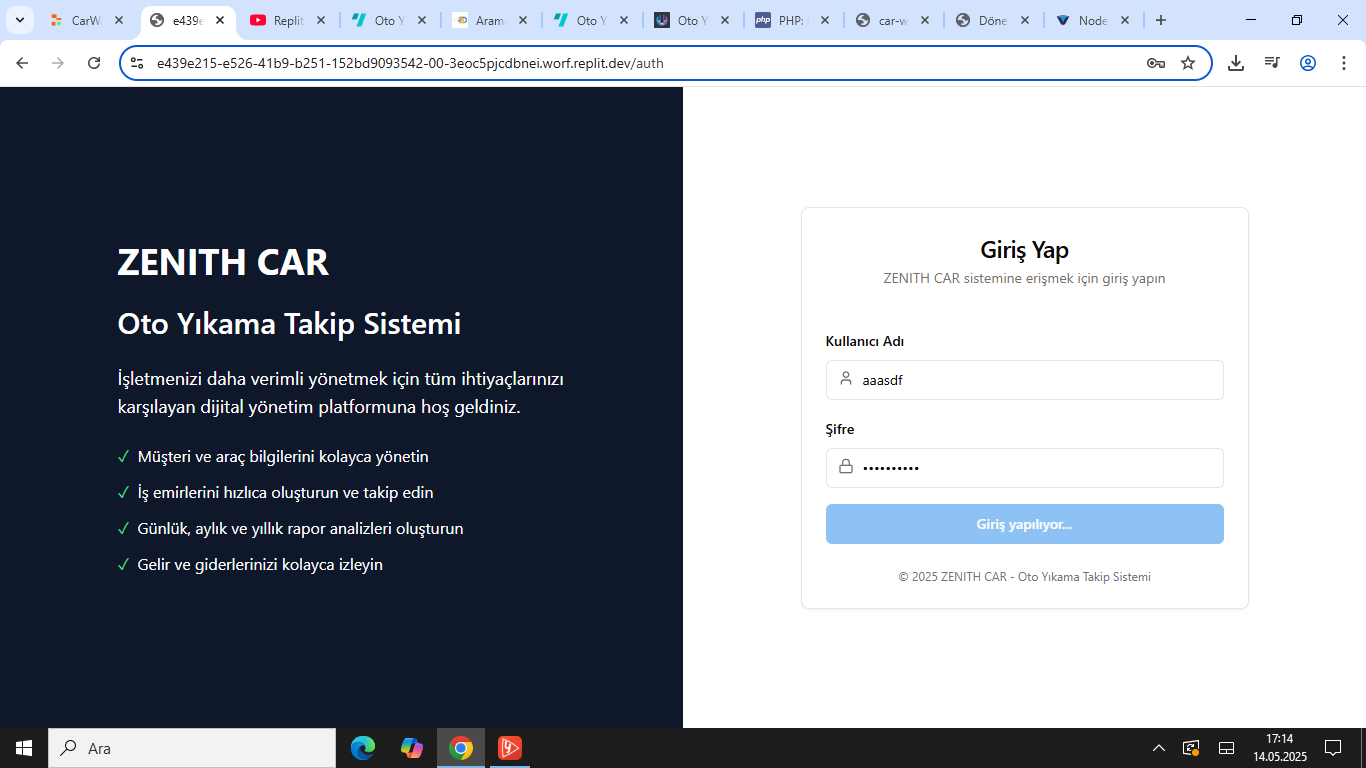 CarW
e439e
Replit
Oto Y
Aram
Oto Y
Oto Y
php
PHP:
car-w
Döne
Node
e439e215-e526-41b9-b251-152bd9093542-00-3eoc5pjcdbnei.worf.replit.dev/auth
ZENITH CAR
Oto Yıkama Takip Sistemi
İşletmenizi daha verimli yönetmek için tüm ihtiyaçlarınızı
karşılayan dijital yönetim platformuna hoş geldiniz.
✓ Müşteri ve araç bilgilerini kolayca yönetin
✓ İş emirlerini hızlıca oluşturun ve takip edin
✓ Günlük, aylık ve yıllık rapor analizleri oluşturun
✓ Gelir ve giderlerinizi kolayca izleyin
Giriş Yap
ZENITH CAR sistemine erişmek için giriş yapın
Kullanıcı Adı
aaasdf
Şifre
••••••••••
Giriş yapılıyor...
© 2025 ZENITH CAR - Oto Yıkama Takip Sistemi
Ara
17:14
14.05.2025